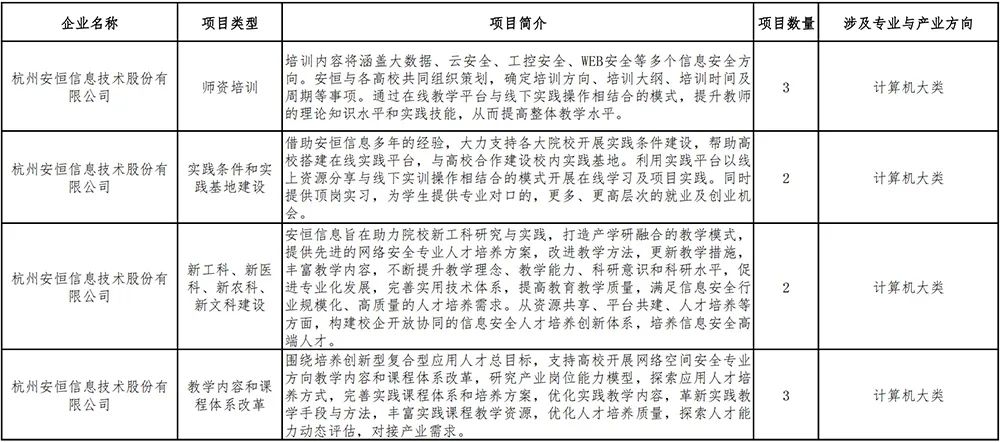 企业名称 项目类型 项目简介 项目数量 涉及专业与产业方向
杭州安恒信息技术股份有
限公司
师资培训
培训内容将涵盖大数据、云安全、工控安全、WEB安全等多个信息安全方
向。安恒与各高校共同组织策划，确定培训方向、培训大纲、培训时间及
周期等事项。通过在线教学平台与线下实践操作相结合的模式，提升教师
的理论知识水平和实践技能，从而提高整体教学水平。
3
计算机大类
杭州安恒信息技术股份有
限公司
实践条件和实
践基地建设
借助安恒信息多年的经验，大力支持各大院校开展实践条件建设，帮助高
校搭建在线实践平台，与高校合作建设校内实践基地。利用实践平台以线
上资源分享与线下实训操作相结合的模式开展在线学习及项目实践。同时
提供顶岗实习，为学生提供专业对口的，更多、更高层次的就业及创业机
会。
2
计算机大类
杭州安恒信息技术股份有
限公司
新工科、新医
科、新农科、
新文科建设
安恒信息旨在助力院校新工科研究与实践，打造产学研融合的教学模式，
提供先进的网络安全专业人才培养方案，改进教学方法，更新教学措施，
丰富教学内容，不断提升教学理念、教学能力、科研意识和科研水平，促
进专业化发展，完善实用技术体系，提高教育教学质量，满足信息安全行
业规模化、高质量的人才培养需求。从资源共享、平台共建、人才培养等
方面，构建校企开放协同的信息安全人才培养创新体系，培养信息安全高
端人才。
2
计算机大类
杭州安恒信息技术股份有
限公司
教学内容和课
程体系改革
围绕培养创新型复合型应用人才总目标，支持高校开展网络空间安全专业
方向教学内容和课程体系改革，研究产业岗位能力模型，探索应用人才培
养方式，完善实践课程体系和培养方案，优化实践教学内容，革新实践教
学手段与方法，丰富实践课程教学资源，优化人才培养质量，探索人才能
力动态评估，对接产业需求。
3
计算机大类